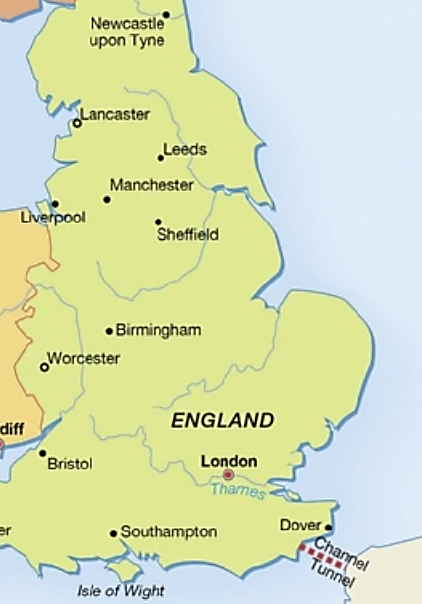 Newcastle
upon Tyne
Lancaster
Leeds
Manchester
Liverpool
Sheffield
Birmingham
Worcester
ENGLAND
diff
Bristol
London
Thames
er
Southampton
Dover
Channel
Tunnel
Isle of Wight